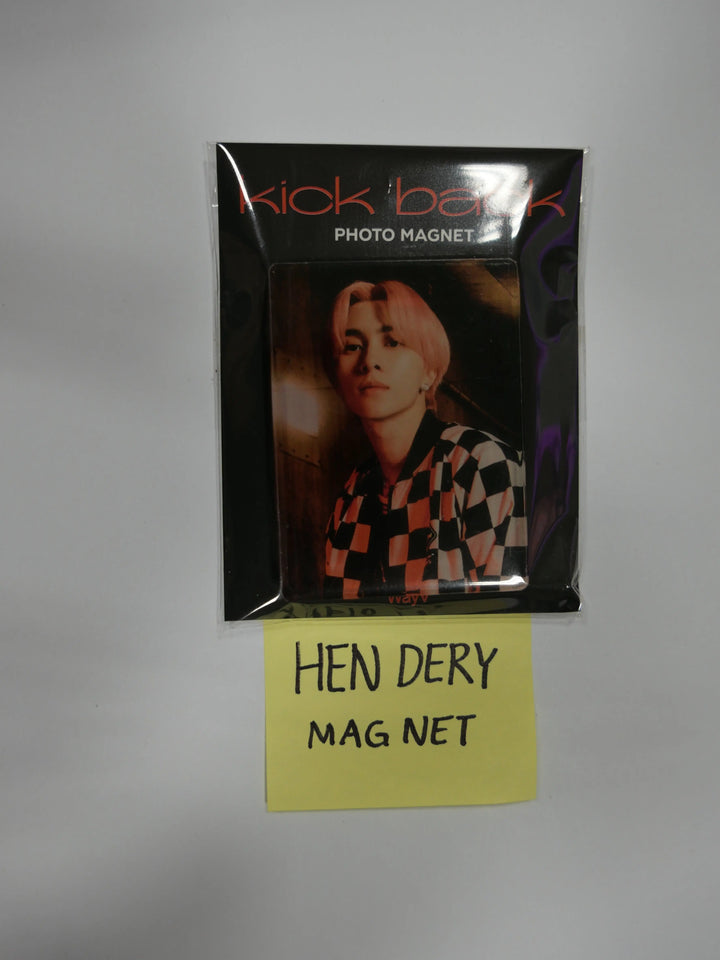 kick back
PHOTO MAGNET
WayV
HEN DERY
MAG NET